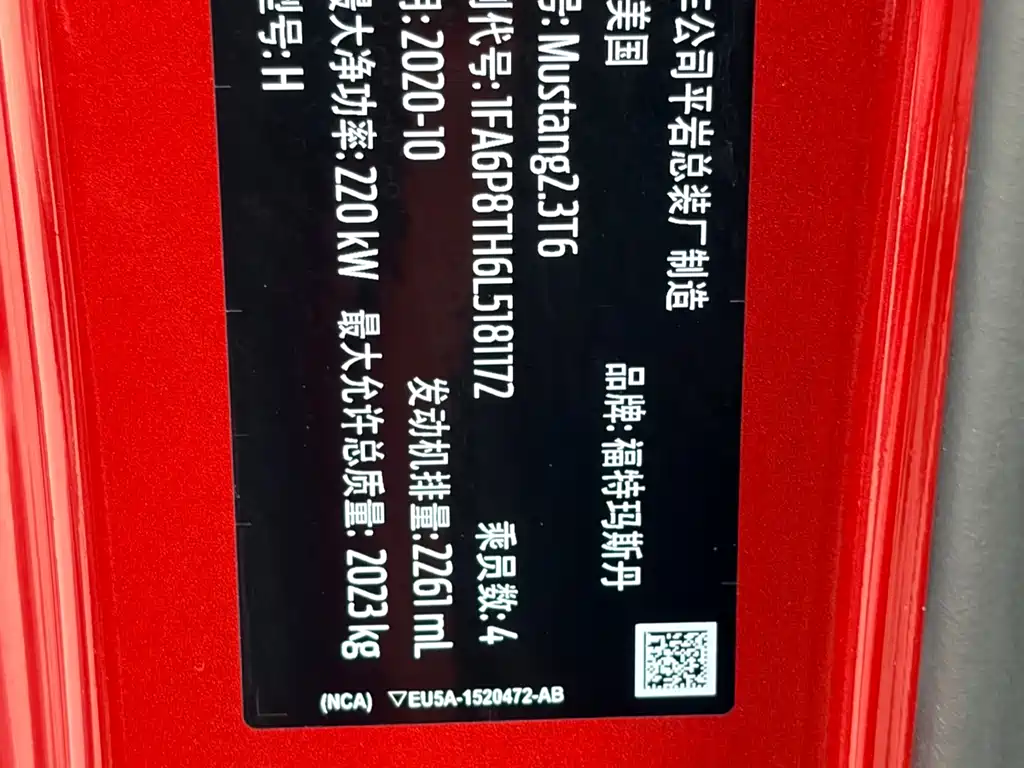 公司平岩总装厂制造
美国 品牌:福特玛斯丹
号: Mustang2.3T6
代号:1FA6P8TH6L5181172 乘员数:4
: 2020-10 发动机排量:2261 mL
最大净功率:220 kW 最大允许总质量: 2023 kg
型号: H
(NCA) ▽EU5A-1520472-AB